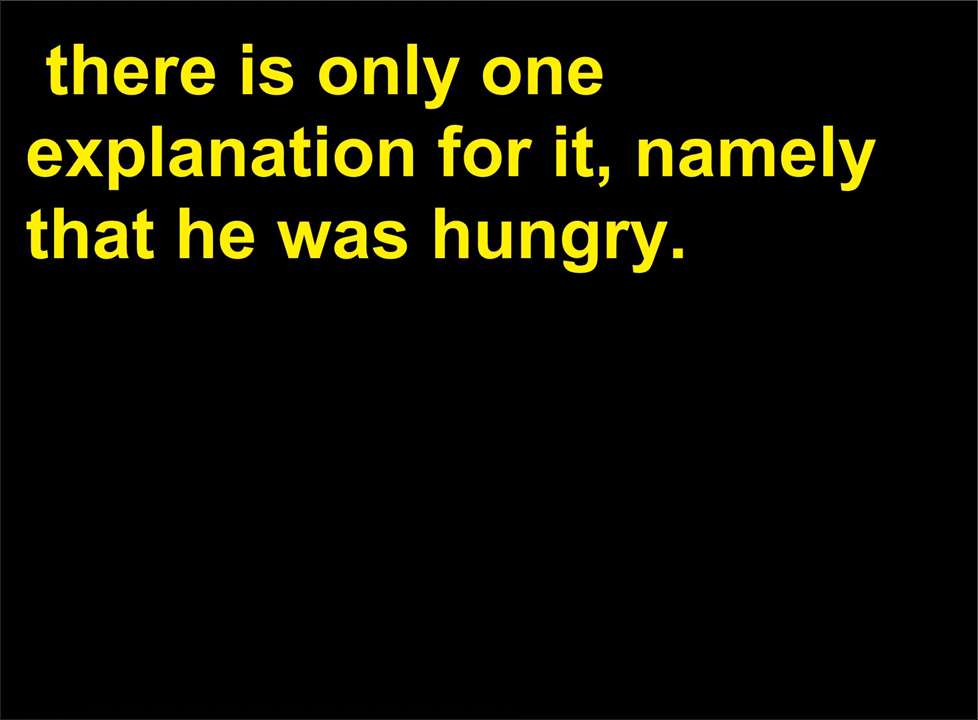 there is only one
explanation for it, namely
that he was hungry.